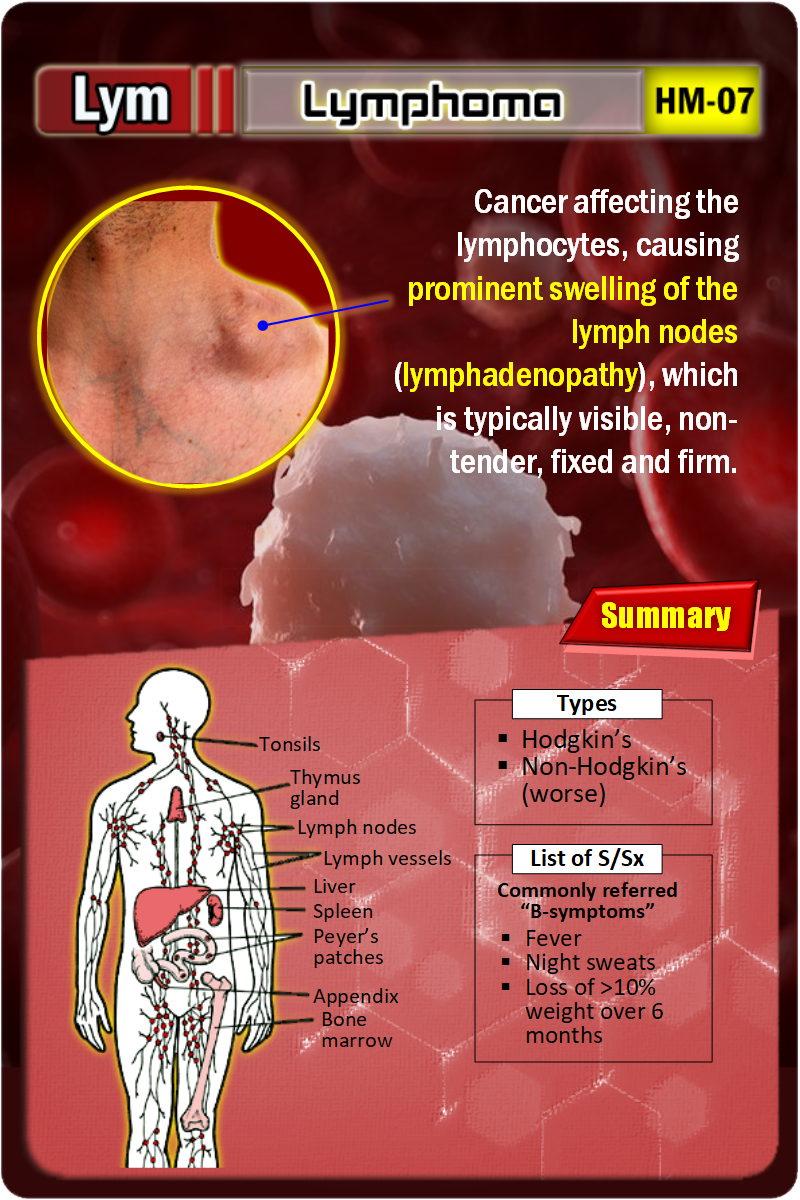 Lym
Lymphoma
HM-07
Cancer affecting the
lymphocytes, causing
prominent swelling of the
lymph nodes
(lymphadenopathy), which
is typically visible, non-
tender, fixed and firm.
Summary
Tonsils
Thymus
gland
Lymph nodes
Lymph vessels
Liver
Spleen
Peyer's
patches
Appendix
Bone
marrow
Types
▪ Hodgkin's
▪ Non-Hodgkin's
(worse)
List of S/Sx
Commonly referred
“B-symptoms”
▪ Fever
▪ Night sweats
▪ Loss of >10%
weight over 6
months